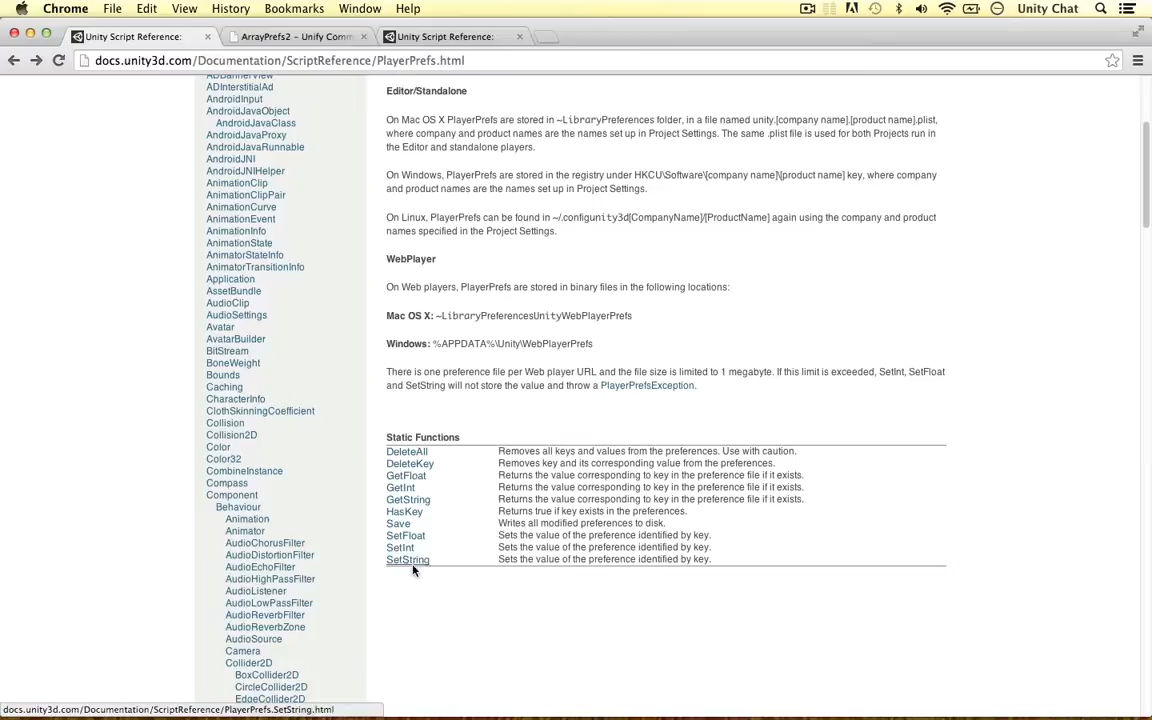 Chrome File Edit View History Bookmarks Window Help Unity Chat
Unity Script Reference: × ArrayPrefs2 – Unify Comm × Unity Script Reference: ×
docs.unity3d.com/Documentation/ScriptReference/PlayerPrefs.html
ADBannerView
ADInterstitialAd
AndroidInput
AndroidJavaObject
AndroidJavaClass
AndroidJavaProxy
AndroidJavaRunnable
AndroidJNI
AndroidJNIHelper
AnimationClip
AnimationClipPair
AnimationCurve
AnimationEvent
AnimationInfo
AnimationState
AnimatorStateInfo
AnimatorTransitionInfo
Application
AssetBundle
AudioClip
AudioSettings
Avatar
AvatarBuilder
BitStream
BoneWeight
Bounds
Caching
CharacterInfo
ClothSkinningCoefficient
Collision
Collision2D
Color
Color32
CombineInstance
Compass
Component
Behaviour
Animation
Animator
AudioChorusFilter
AudioDistortionFilter
AudioEchoFilter
AudioHighPassFilter
AudioListener
AudioLowPassFilter
AudioReverbFilter
AudioReverbZone
AudioSource
Camera
Collider2D
BoxCollider2D
CircleCollider2D
EdgeCollider2D
Editor/Standalone
On Mac OS X PlayerPrefs are stored in ~LibraryPreferences folder, in a file named unity.[company name].[product name].plist,
where company and product names are the names set up in Project Settings. The same .plist file is used for both Projects run in
the Editor and standalone players.
On Windows, PlayerPrefs are stored in the registry under HKCU\Software\[company name]\[product name] key, where company
and product names are the names set up in Project Settings.
On Linux, PlayerPrefs can be found in ~/.configunity3d[CompanyName]/[ProductName] again using the company and product
names specified in the Project Settings.
WebPlayer
On Web players, PlayerPrefs are stored in binary files in the following locations:
Mac OS X: ~LibraryPreferencesUnityWebPlayerPrefs
Windows: %APPDATA%\Unity\WebPlayerPrefs
There is one preference file per Web player URL and the file size is limited to 1 megabyte. If this limit is exceeded, SetInt, SetFloat
and SetString will not store the value and throw a PlayerPrefsException.
Static Functions
DeleteAll Removes all keys and values from the preferences. Use with caution.
DeleteKey Removes key and its corresponding value from the preferences.
GetFloat Returns the value corresponding to key in the preference file if it exists.
GetInt Returns the value corresponding to key in the preference file if it exists.
GetString Returns the value corresponding to key in the preference file if it exists.
HasKey Returns true if key exists in the preferences.
Save Writes all modified preferences to disk.
SetFloat Sets the value of the preference identified by key.
SetInt Sets the value of the preference identified by key.
SetString Sets the value of the preference identified by key.
docs.unity3d.com/Documentation/ScriptReference/PlayerPrefs.SetString.html